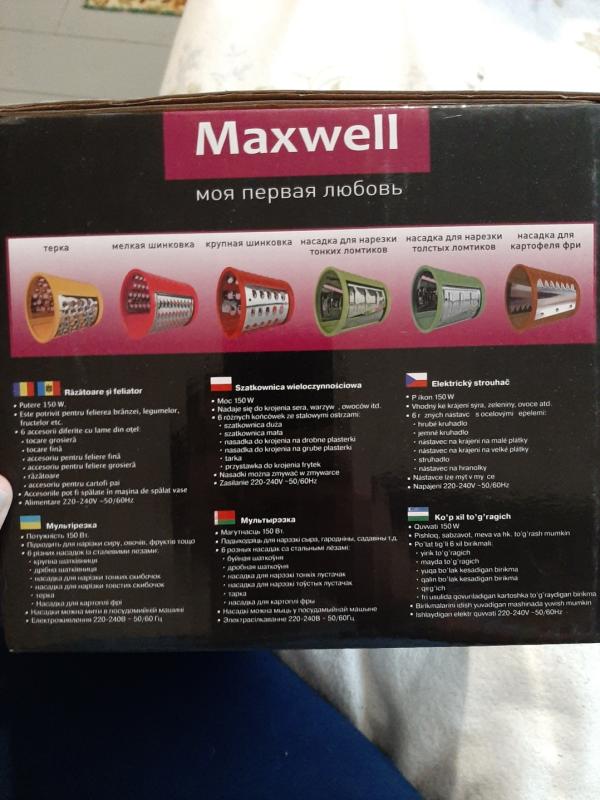 Maxwell
моя первая любовь
терка
мелкая шинковка
крупная шинковка
насадка для нарезки
тонких ломтиков
насадка для нарезки
толстых ломтиков
насадка для
картофеля фри
Răzătoare și feliator
• Putere 150 W.
• Este potrivit pentru felierea brânzei, legumelor,
fructelor etc.
• 6 accesorii diferite cu lame din oțel:
· tocare grosieră
· tocare fină
· accesoriu pentru feliere fină
· accesoriu pentru feliere grosieră
· răzătoare
· accesoriu pentru cartofi pai
• Accesoriile pot fi spălate în mașina de spălat vase
• Alimentare 220-240V ~50/60Hz
Szatkownica wieloczynnościowa
• Moc 150 W
• Nadaje się do krojenia sera, warzyw , owoców itd.
• 6 różnych końcówek ze stalowymi ostrzami:
· szatkownica duża
· szatkownica mała
· nasadka do krojenia na drobne plasterki
· nasadka do krojenia na grube plasterki
· tarka
· przystawka do krojenia frytek
• Nasadki można zmywać w zmywarce
• Zasilanie 220-240V ~50/60Hz
Elektrický strouhač
• P íkon 150 W
• Vhodný ke krájení sýra, zeleniny, ovoce atd.
• 6 r zných nástavc s ocelovými epelemi:
· hrubé kruhadlo
· jemné kruhadlo
· nástavec na krájení na malé plátky
· nástavec na krájení na velké plátky
· struhadlo
· nástavec na hranolky
• Nástavce lze mýt v my ce
• Napájení 220-240V ~50/60Hz
Мультирезка
• Потужність 150 Вт.
• Підходить для нарізки сиру, овочів, фруктів тощо
• 6 різних насадок із сталевими лезами:
· крупна шатківниця
· дрібна шатківниця
· насадка для нарізки тонких скибочок
· насадка для нарізки товстих скибочок
· терка
· Насадка для картоплі фрі
• Насадки можна мити в посудомийній машині
• Електроживлення 220-240В ~ 50/60 Гц
Мультырэзка
• Магутнасць 150 Вт.
• Падыходзяць для нарэзкі сыра, гародніны, садавіны і т.д.
• 6 розных насадак са стальнымі лёзамі:
· буйная шаткоўня
· дробная шаткоўня
· насадка для нарэзкі тонкіх лустачак
· насадка для нарэзкі тоўстых лустачак
· тарка
· насадка для картоплі фры
• Насадкі можна мыць у посудамыйнай машыне
• Электрасілкаванне 220-240В ~ 50/60Гц
Ko'p xil to'g'ragich
• Quvvati 150 W
• Pishloq, sabzavot, meva va hk. to'g'rash mumkin
• Po'lat tig'li 6 xil birikmali:
· yirik to'g'ragich
· mayda to'g'ragich
· yuqa bo'lak kesadigan birikma
· qalin bo'lak kesadigan birikma
· qirg'ich
· fri usulida qovuriladigan kartoshka to'g'raydigan birikma
• Birikmalarini idish yuvadigan mashinada yuvish mumkin
• Ishlaydigan elektr quvvati 220-240V ~50/60Hz